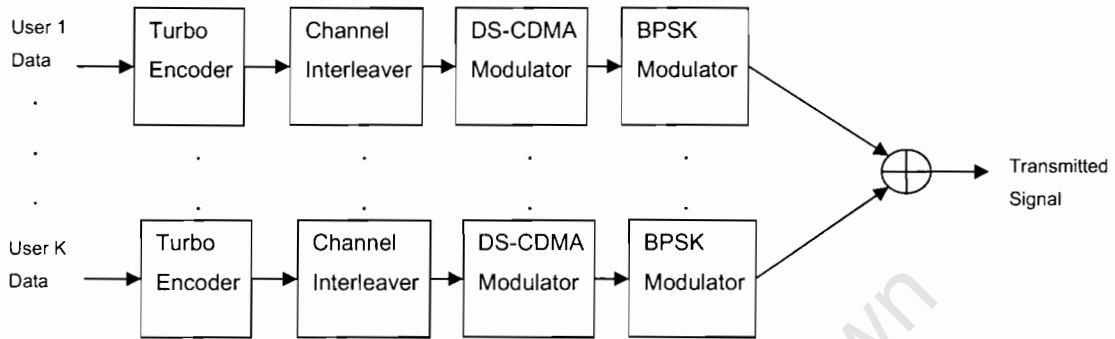 User 1
Data
Turbo
Encoder
Channel
Interleaver
DS-CDMA
Modulator
BPSK
Modulator
Transmitted
Signal
User K
Data
Turbo
Encoder
Channel
Interleaver
DS-CDMA
Modulator
BPSK
Modulator
wn